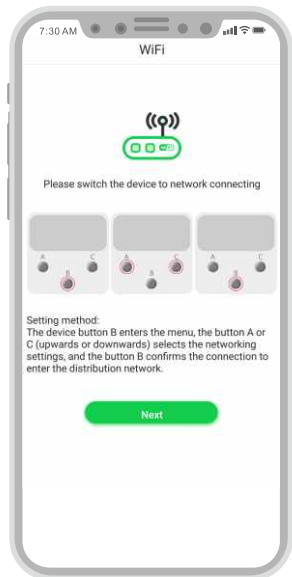 7:30 AM
WiFi
Please switch the device to network connecting
A C A C A C
B B B
Setting method:
The device button B enters the menu, the button A or
C (upwards or downwards) selects the networking
settings, and the button B confirms the connection to
enter the distribution network.
Next